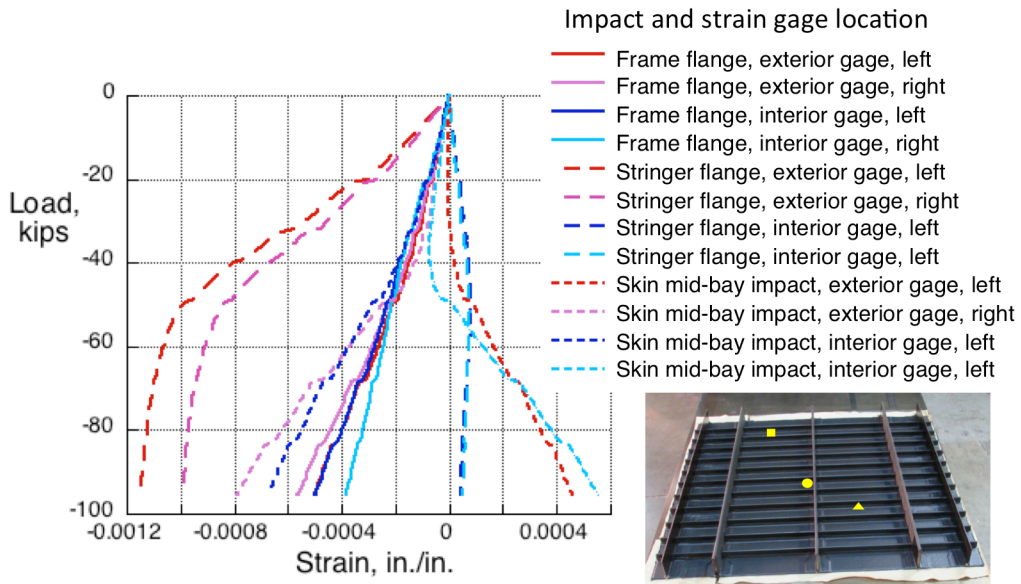 Impact and strain gage location
Frame flange, exterior gage, left
Frame flange, exterior gage, right
Frame flange, interior gage, left
Frame flange, interior gage, right
Stringer flange, exterior gage, left
Stringer flange, exterior gage, right
Stringer flange, interior gage, left
Stringer flange, interior gage, left
Skin mid-bay impact, exterior gage, left
Skin mid-bay impact, exterior gage, right
Skin mid-bay impact, interior gage, left
Skin mid-bay impact, interior gage, left
Load,
kips
0
-20
-40
-60
-80
-100
-0.0012 -0.0008 -0.0004 0 0.0004
Strain, in./in.